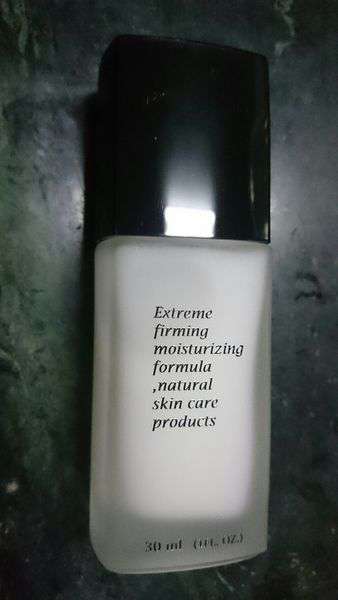 Extreme
firming
moisturizing
formula
,natural
skin care
products
30 ml (1 FL. OZ.)